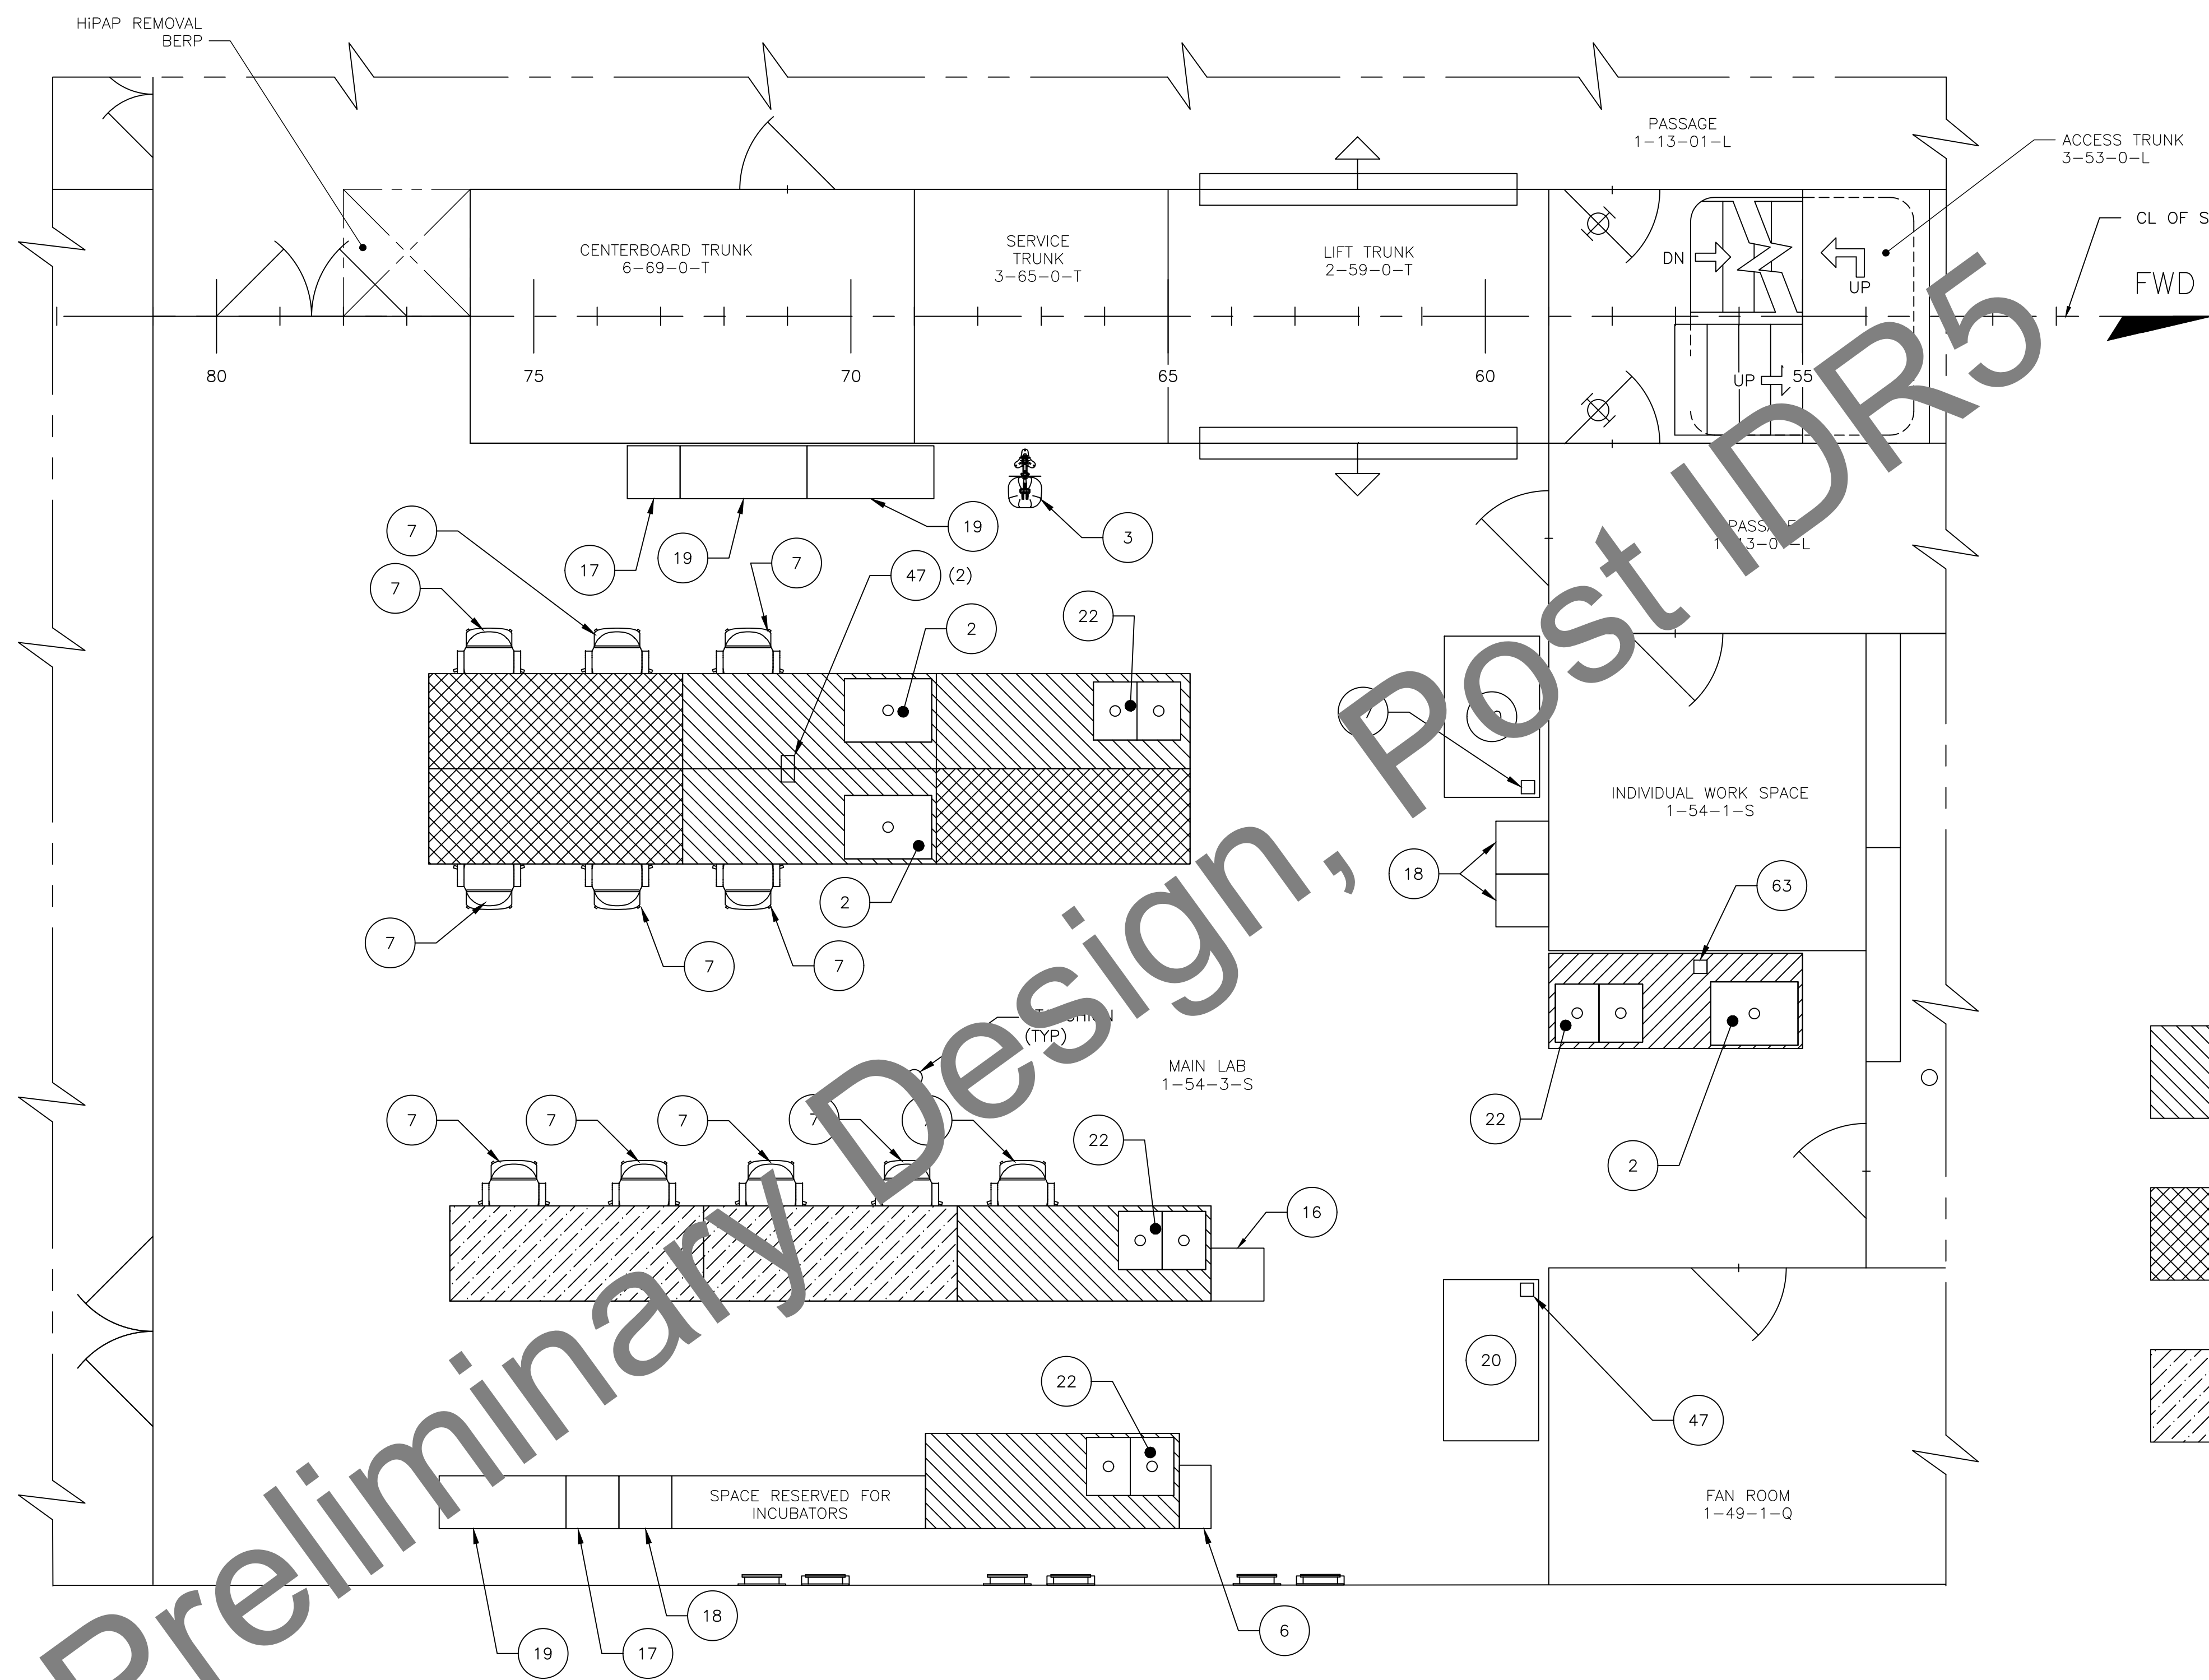 HiPAP REMOVAL
BERP
PASSAGE
1-13-01-L
ACCESS TRUNK
3-53-0-L
CL OF S
FWD
CENTERBOARD TRUNK
6-69-0-T
SERVICE
TRUNK
3-65-0-T
LIFT TRUNK
2-59-0-T
DN
UP
80
75
70
65
60
UP
55
7
17
19
19
3
7
7
47 (2)
2
22
INDIVIDUAL WORK SPACE
1-54-1-S
18
63
2
7
7
7
(TYP)
MAIN LAB
1-54-3-S
22
2
7
7
7
7
22
16
20
47
22
SPACE RESERVED FOR
INCUBATORS
FAN ROOM
1-49-1-Q
19
17
18
6
Preliminary Design, Post IDR5